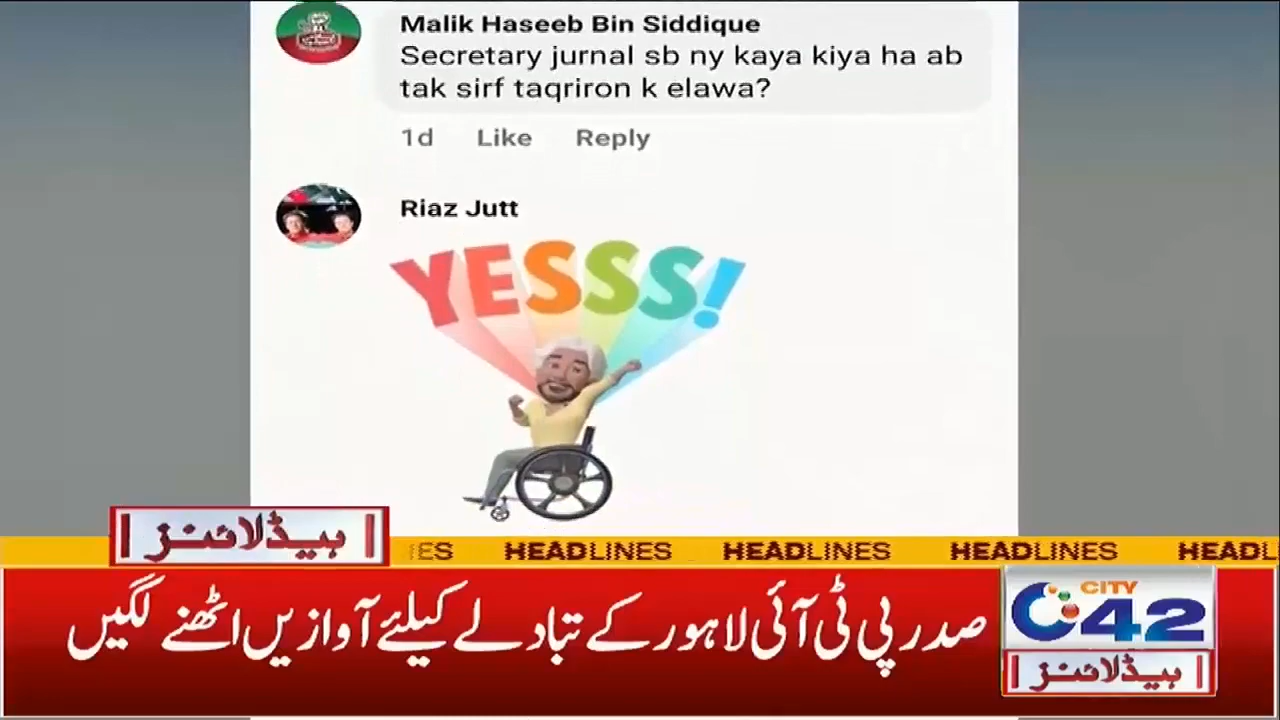 Malik Haseeb Bin Siddique
Secretary jurnal sb ny kaya kiya ha ab
tak sirf taqriron k elawa?
1d Like Reply
Riaz Jutt
YESSS!
ہیڈلائنز
IES HEADLINES HEADLINES HEADLINES HEADL
صدر پی ٹی آئی لاہور کے تبادلے کیلئے آوازیں اٹھنے لگیں
CITY
42
ہیڈلائنز